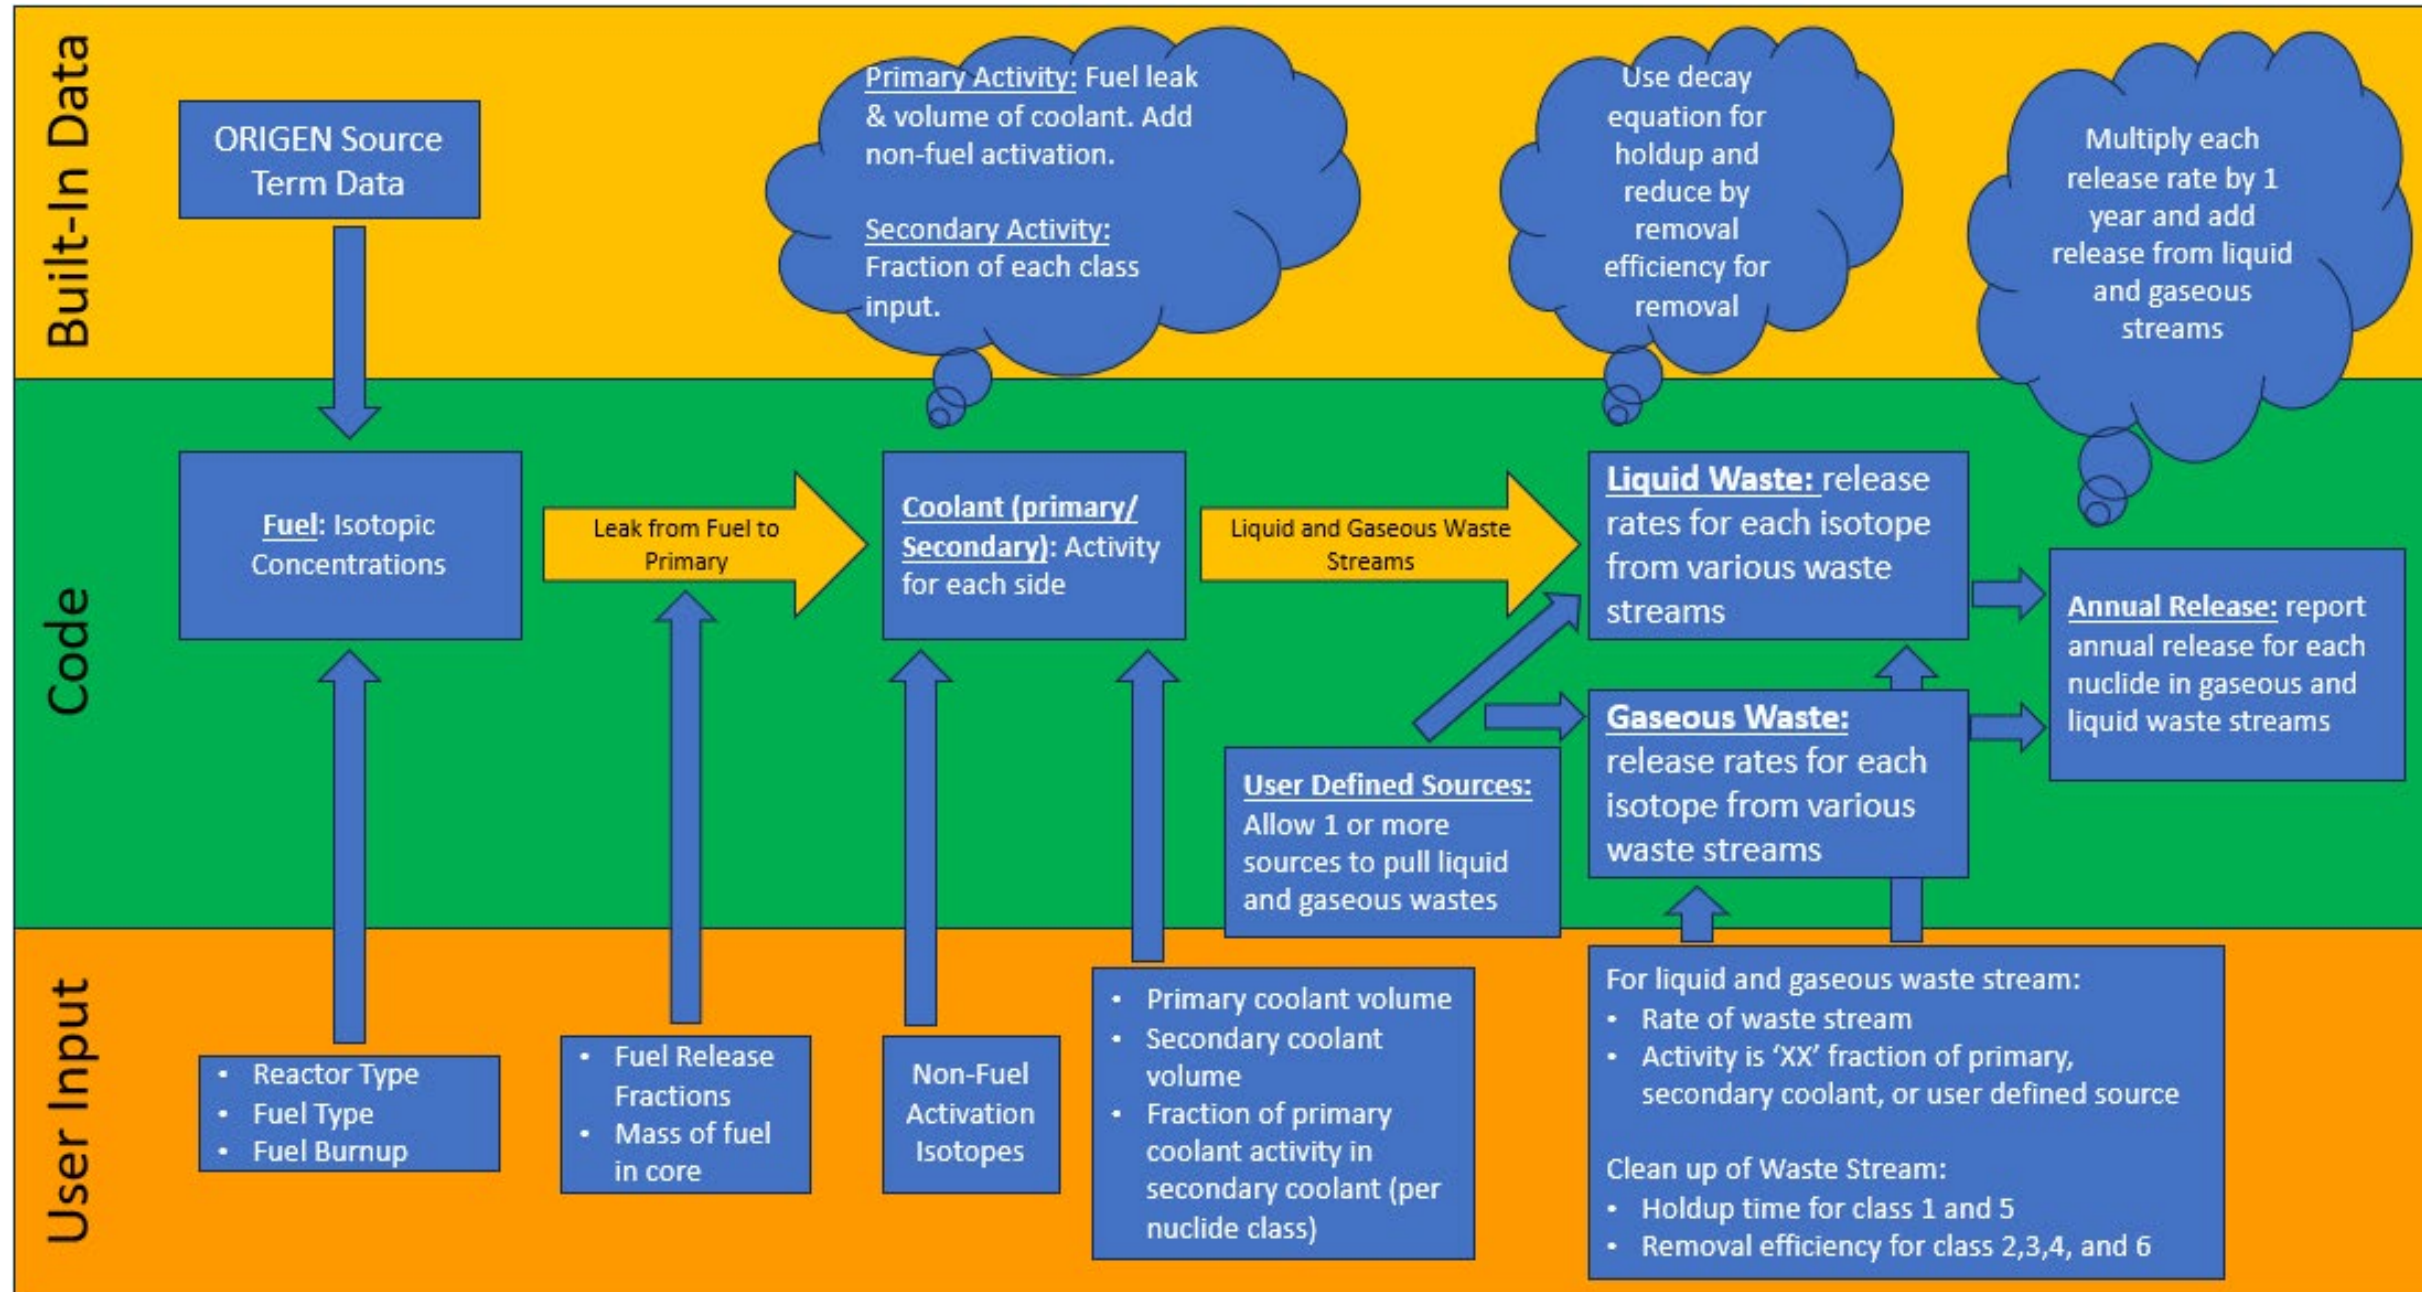 Built-In Data
ORIGEN Source
Term Data
Primary Activity: Fuel leak
& volume of coolant. Add
non-fuel activation.
Secondary Activity:
Fraction of each class
input.
Use decay
equation for
holdup and
reduce by
removal
efficiency for
removal
Multiply each
release rate by 1
year and add
release from liquid
and gaseous
streams
Code
Fuel: Isotopic
Concentrations
Leak from Fuel to
Primary
Coolant (primary/
Secondary): Activity
for each side
Liquid and Gaseous Waste
Streams
Liquid Waste: release
rates for each isotope
from various waste
streams
Gaseous Waste:
release rates for each
isotope from various
waste streams
Annual Release: report
annual release for each
nuclide in gaseous and
liquid waste streams
User Defined Sources:
Allow 1 or more
sources to pull liquid
and gaseous wastes
User Input
• Reactor Type
• Fuel Type
• Fuel Burnup
• Fuel Release
Fractions
• Mass of fuel
in core
Non-Fuel
Activation
Isotopes
• Primary coolant volume
• Secondary coolant
volume
• Fraction of primary
coolant activity in
secondary coolant (per
nuclide class)
For liquid and gaseous waste stream:
• Rate of waste stream
• Activity is ‘XX’ fraction of primary,
secondary coolant, or user defined source
Clean up of Waste Stream:
• Holdup time for class 1 and 5
• Removal efficiency for class 2,3,4, and 6